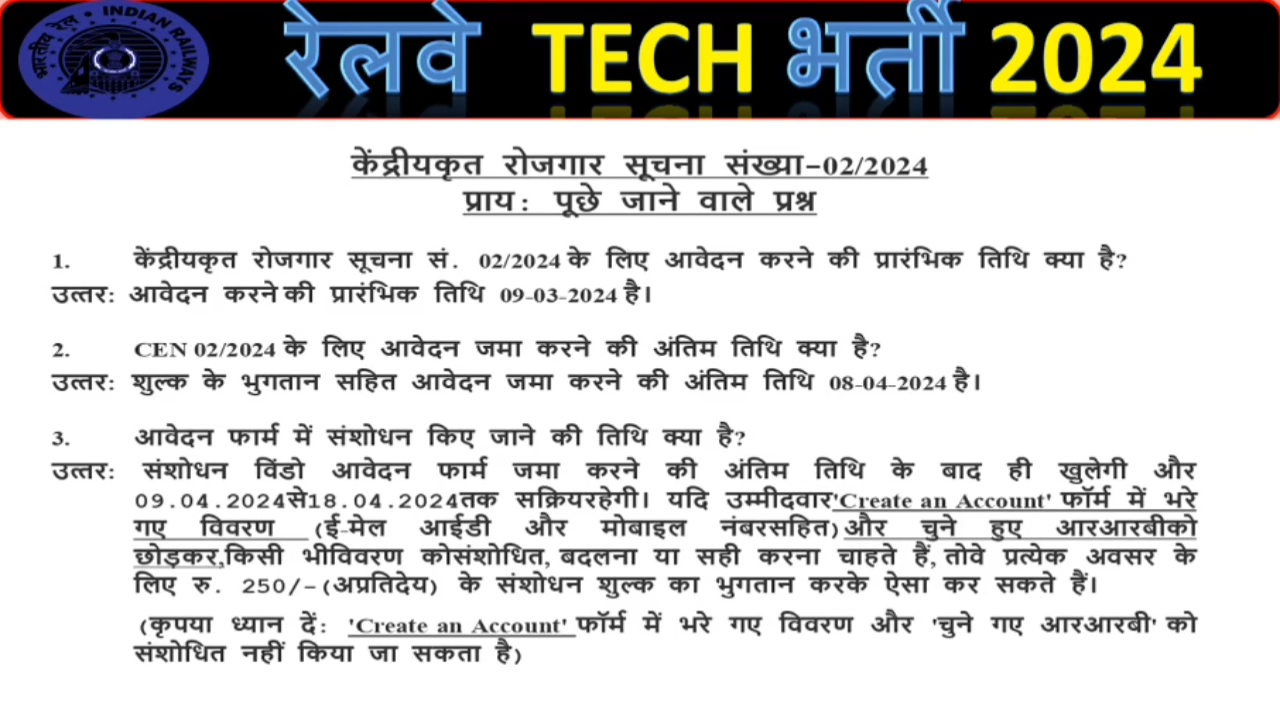 भारतीय रेल • INDIAN RAILWAYS
रेलवे TECH भर्ती 2024
केंद्रीयकृत रोजगार सूचना संख्या-02/2024
प्राय: पूछे जाने वाले प्रश्न
1. केंद्रीयकृत रोजगार सूचना सं. 02/2024 के लिए आवेदन करने की प्रारंभिक तिथि क्या है?
उत्तर: आवेदन करने की प्रारंभिक तिथि 09-03-2024 है।
2. CEN 02/2024 के लिए आवेदन जमा करने की अंतिम तिथि क्या है?
उत्तर: शुल्क के भुगतान सहित आवेदन जमा करने की अंतिम तिथि 08-04-2024 है।
3. आवेदन फार्म में संशोधन किए जाने की तिथि क्या है?
उत्तर: संशोधन विंडो आवेदन फार्म जमा करने की अंतिम तिथि के बाद ही खुलेगी और
09.04.2024से18.04.2024तक सक्रियरहेगी। यदि उम्मीदवार'Create an Account' फॉर्म में भरे
गए विवरण (ई-मेल आईडी और मोबाइल नंबरसहित) और चुने हुए आरआरबीको
छोड़कर,किसी भीविवरण कोसंशोधित, बदलना या सही करना चाहते हैं, तोवे प्रत्येक अवसर के
लिए रु. 250/-(अप्रतिदेय) के संशोधन शुल्क का भुगतान करके ऐसा कर सकते हैं।
(कृपया ध्यान दें: 'Create an Account' फॉर्म में भरे गए विवरण और 'चुने गए आरआरबी' को
संशोधित नहीं किया जा सकता है)